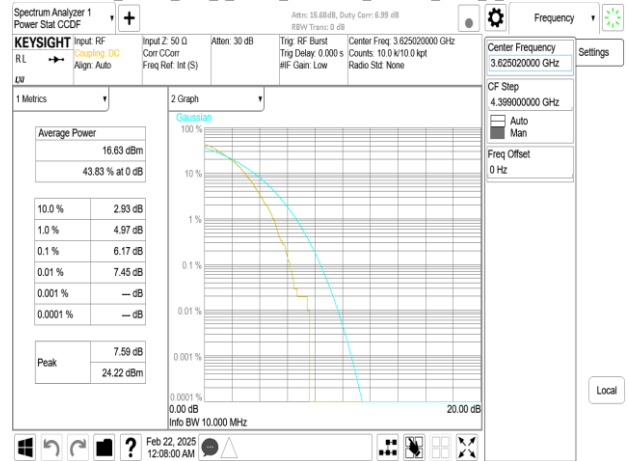 Spectrum Analyzer 1
Power Stat CCDF
Attn: 15.68dB, Duty Corr: 6.99 dB
RBW Trans: 0 dB
Frequency
KEYSIGHT
Input: RF
Input Z: 50 Ω
Atten: 30 dB
Trig: RF Burst
Center Freq: 3.625020000 GHz
RL
Coupling: DC
Corr CCorr
Trig Delay: 0.000 s
Counts: 10.0 k/10.0 kpt
Align: Auto
Freq Ref: Int (S)
#IF Gain: Low
Radio Std: None
LXI
Center Frequency
3.625020000 GHz
Settings
CF Step
4.399000000 GHz
Auto
Man
Freq Offset
0 Hz
Local
1 Metrics
Average Power
16.63 dBm
43.83 % at 0 dB
10.0 %
2.93 dB
1.0 %
4.97 dB
0.1 %
6.17 dB
0.01 %
7.45 dB
0.001 %
--- dB
0.0001 %
--- dB
Peak
7.59 dB
24.22 dBm
2 Graph
Gaussian
100 %
10 %
1 %
0.1 %
0.01 %
0.001 %
0.0001 %
0.00 dB
20.00 dB
Info BW 10.000 MHz
Feb 22, 2025
12:08:00 AM